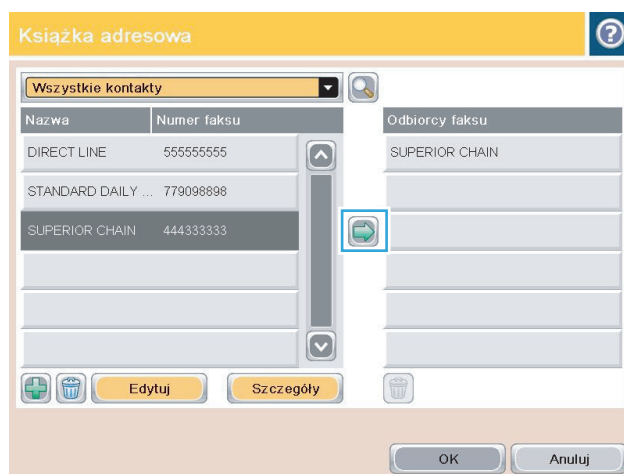 Książka adresowa
?
Wszystkie kontakty
Nazwa Numer faksu
DIRECT LINE 555555555
STANDARD DAILY ... 779098898
SUPERIOR CHAIN 444333333
Odbiorcy faksu
SUPERIOR CHAIN
Edytuj Szczegóły
OK Anuluj